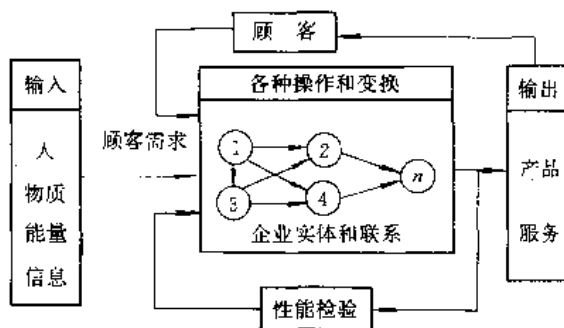 顾 客
输入
人
物质
能量
信息
顾客需求
各种操作和变换
1
2
3
4
n
企业实体和联系
输出
产品
服务
性能检验